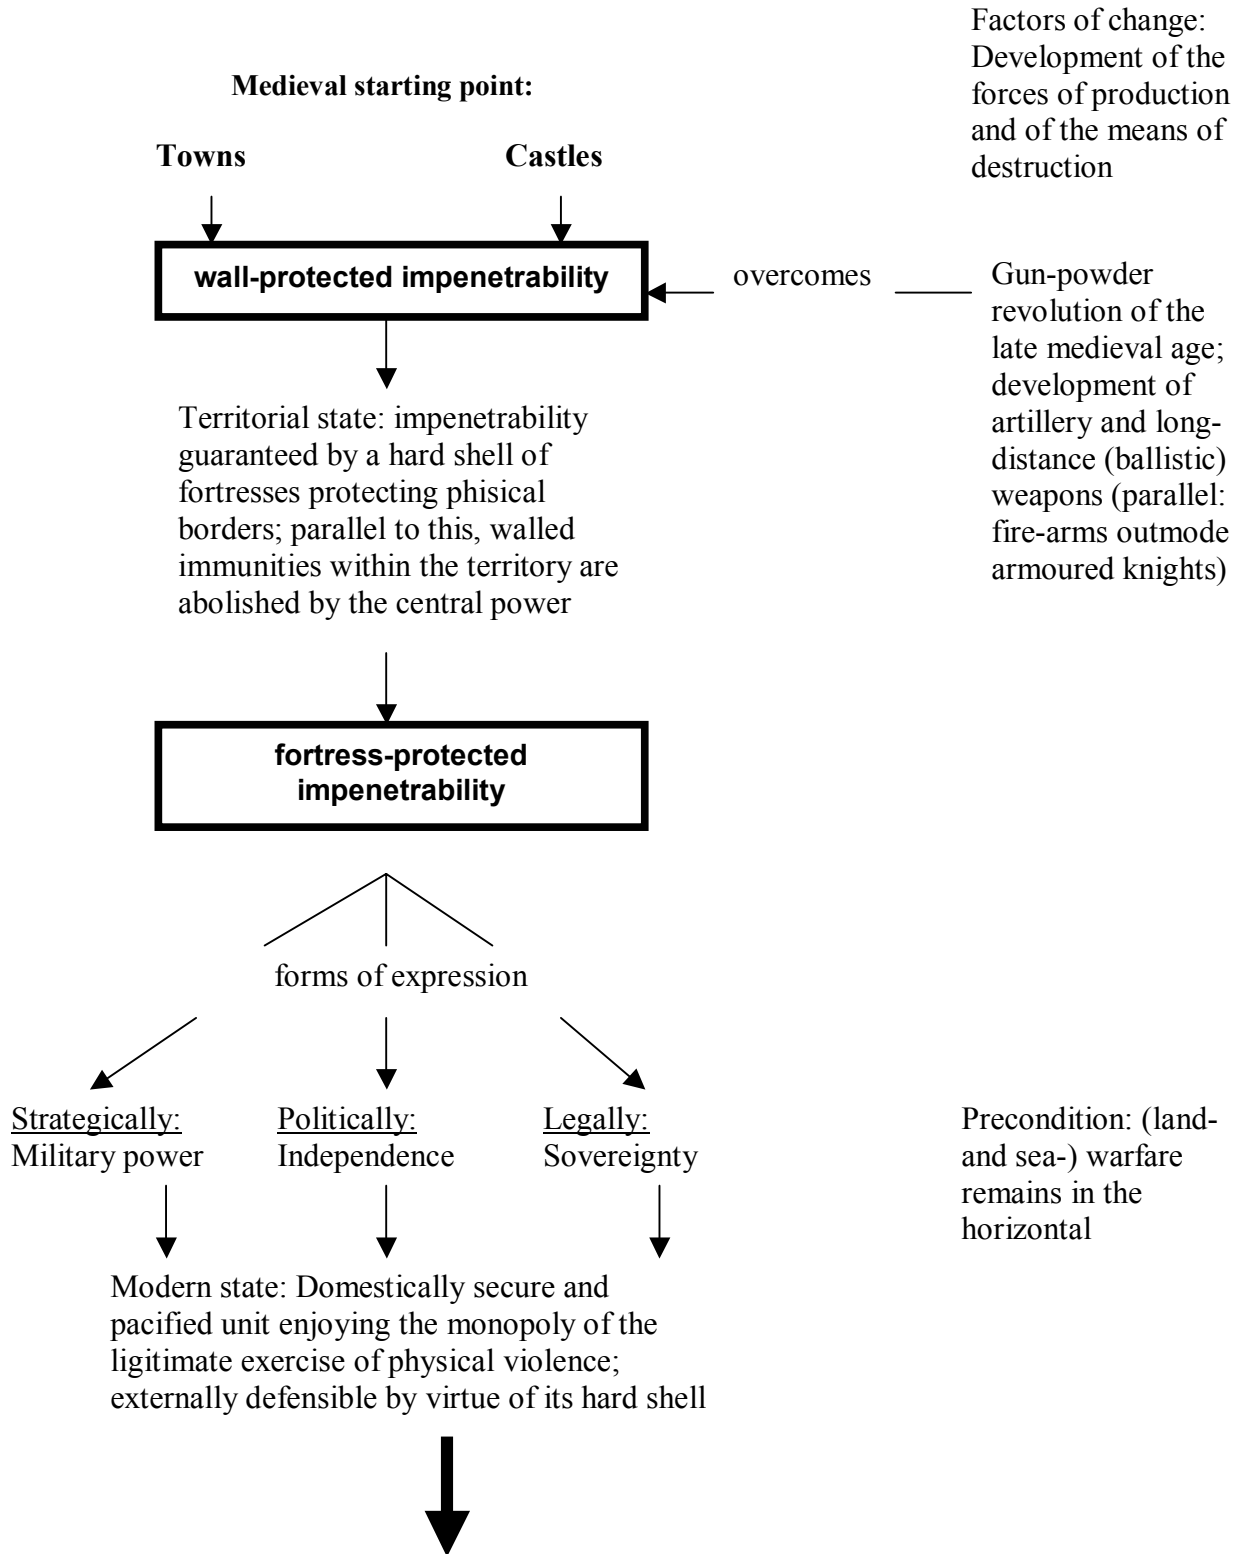 Factors of change:
Development of the
forces of production
and of the means of
destruction
Medieval starting point:
Towns
Castles
wall-protected impenetrability
overcomes
Gun-powder
revolution of the
late medieval age;
development of
artillery and long-
distance (ballistic)
weapons (parallel:
fire-arms outmode
armoured knights)
Territorial state: impenetrability
guaranteed by a hard shell of
fortresses protecting phisical
borders; parallel to this, walled
immunities within the territory are
abolished by the central power
fortress-protected
impenetrability
forms of expression
Strategically:
Military power
Politically:
Independence
Legally:
Sovereignty
Precondition: (land-
and sea-) warfare
remains in the
horizontal
Modern state: Domestically secure and
pacified unit enjoying the monopoly of the
ligitimate exercise of physical violence;
externally defensible by virtue of its hard shell